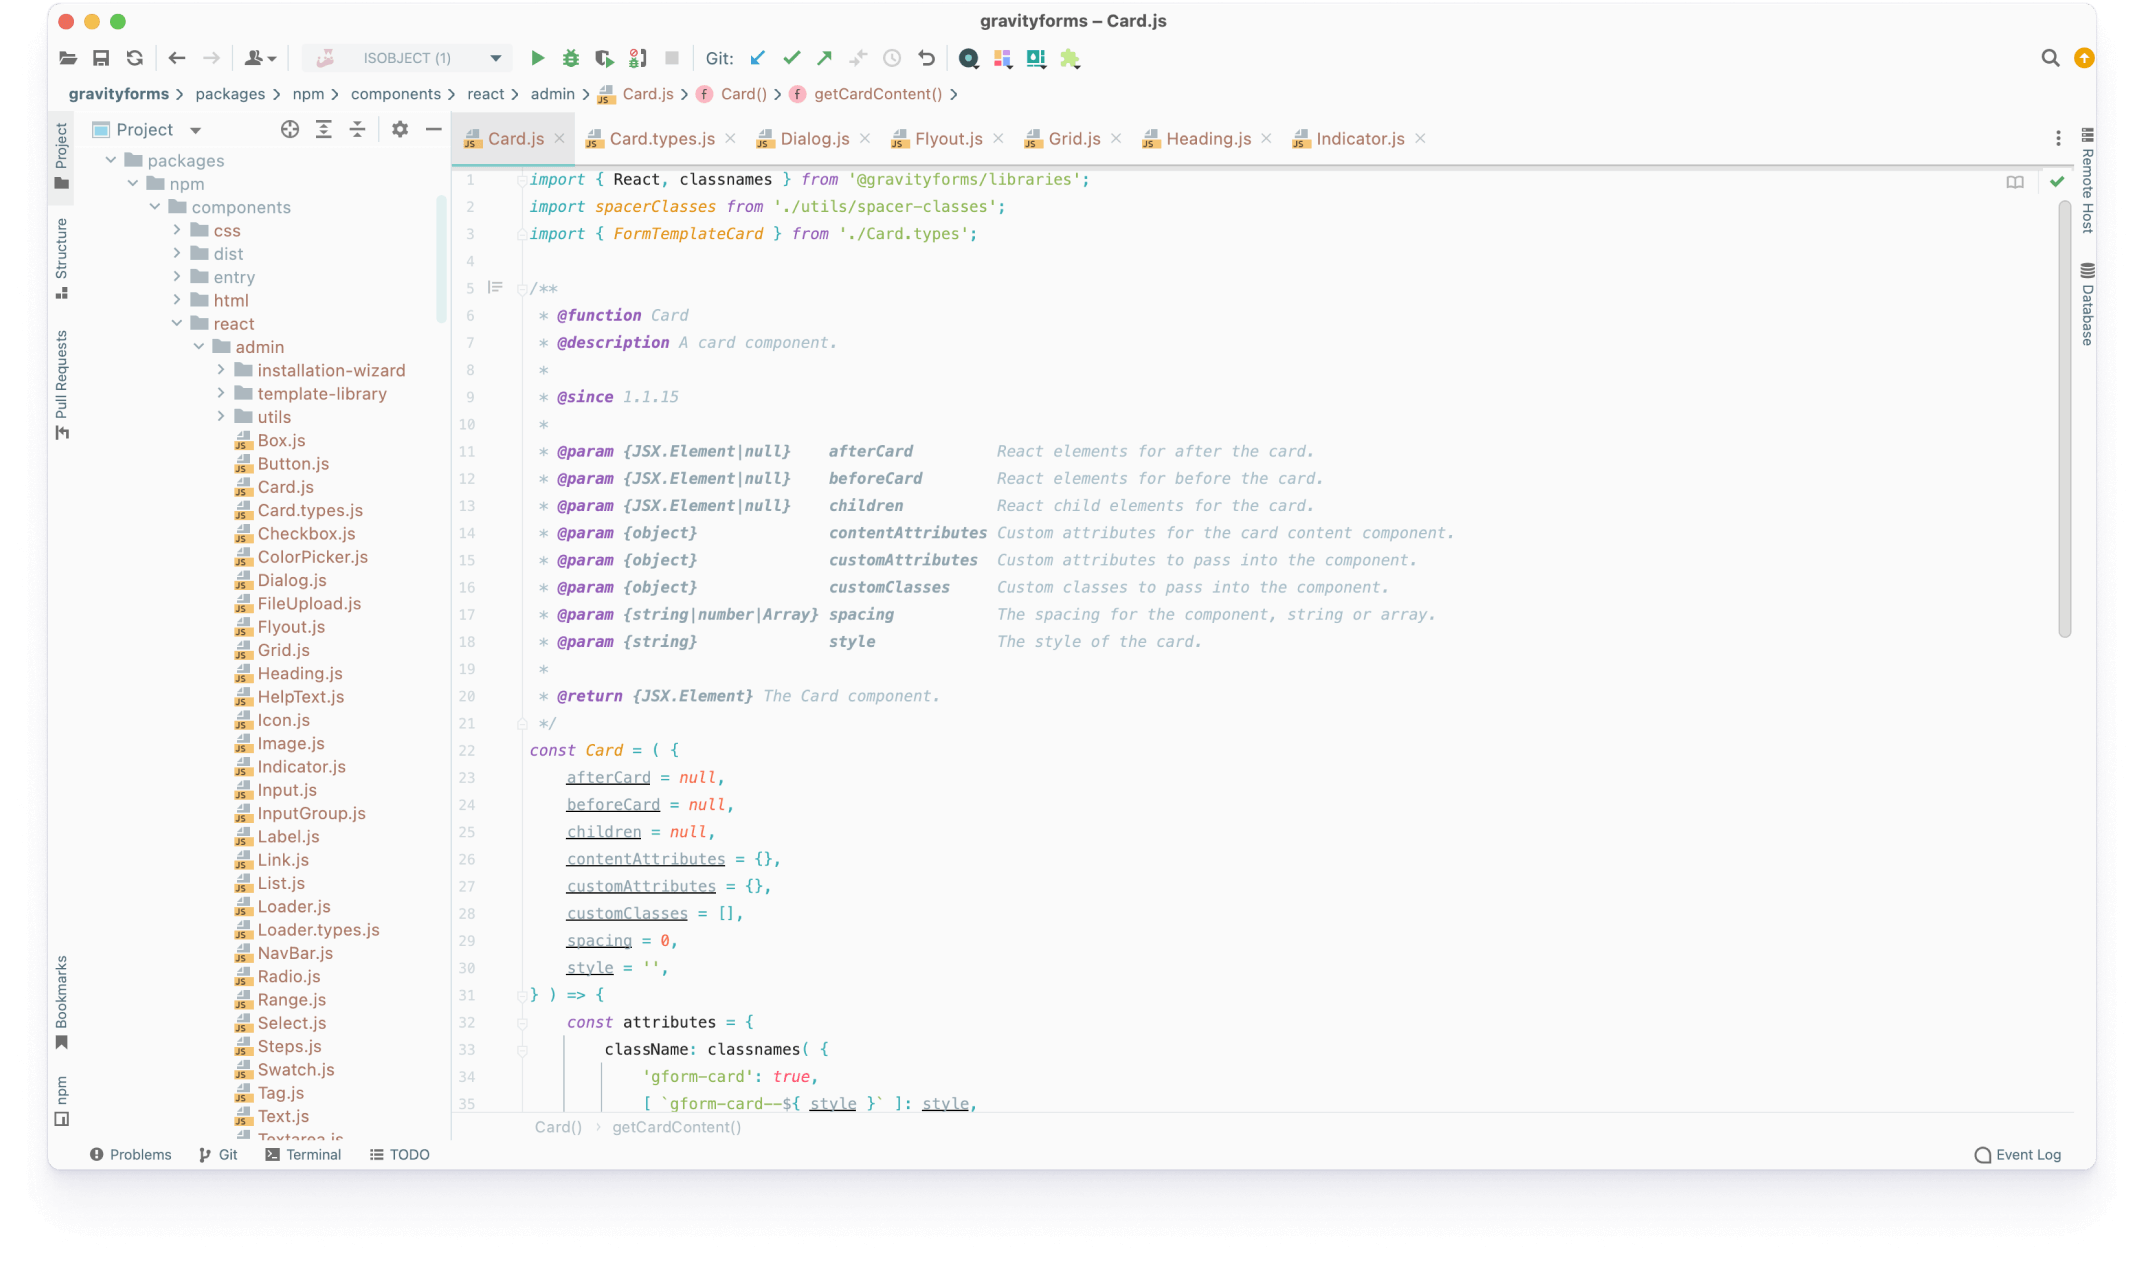 gravityforms – Card.js
ISOBJECT (1)
Git:
gravityforms > packages > npm > components > react > admin > Card.js > f Card() > f getCardContent() >
Project
Card.js
Card.types.js
Dialog.js
Flyout.js
Grid.js
Heading.js
Indicator.js
Project
Structure
Pull Requests
Bookmarks
npm
packages
npm
components
css
dist
entry
html
react
admin
installation-wizard
template-library
utils
Box.js
Button.js
Card.js
Card.types.js
Checkbox.js
ColorPicker.js
Dialog.js
FileUpload.js
Flyout.js
Grid.js
Heading.js
HelpText.js
Icon.js
Image.js
Indicator.js
Input.js
InputGroup.js
Label.js
Link.js
List.js
Loader.js
Loader.types.js
NavBar.js
Radio.js
Range.js
Select.js
Steps.js
Swatch.js
Tag.js
Text.js
Textarea.js
1 import { React, classnames } from '@gravityforms/libraries';
2 import spacerClasses from './utils/spacer-classes';
3 import { FormTemplateCard } from './Card.types';
4
5 /**
6 * @function Card
7 * @description A card component.
8 *
9 * @since 1.1.15
10 *
11 * @param {JSX.Element|null} afterCard React elements for after the card.
12 * @param {JSX.Element|null} beforeCard React elements for before the card.
13 * @param {JSX.Element|null} children React child elements for the card.
14 * @param {object} contentAttributes Custom attributes for the card content component.
15 * @param {object} customAttributes Custom attributes to pass into the component.
16 * @param {object} customClasses Custom classes to pass into the component.
17 * @param {string|number|Array} spacing The spacing for the component, string or array.
18 * @param {string} style The style of the card.
19 *
20 * @return {JSX.Element} The Card component.
21 */
22 const Card = ( {
23 afterCard = null,
24 beforeCard = null,
25 children = null,
26 contentAttributes = {},
27 customAttributes = {},
28 customClasses = [],
29 spacing = 0,
30 style = '',
31 } ) => {
32 const attributes = {
33 className: classnames( {
34 'gform-card': true,
35 [ `gform-card--${ style }` ]: style,
Remote Host
Database
Card() > getCardContent()
Problems
Git
Terminal
TODO
Event Log